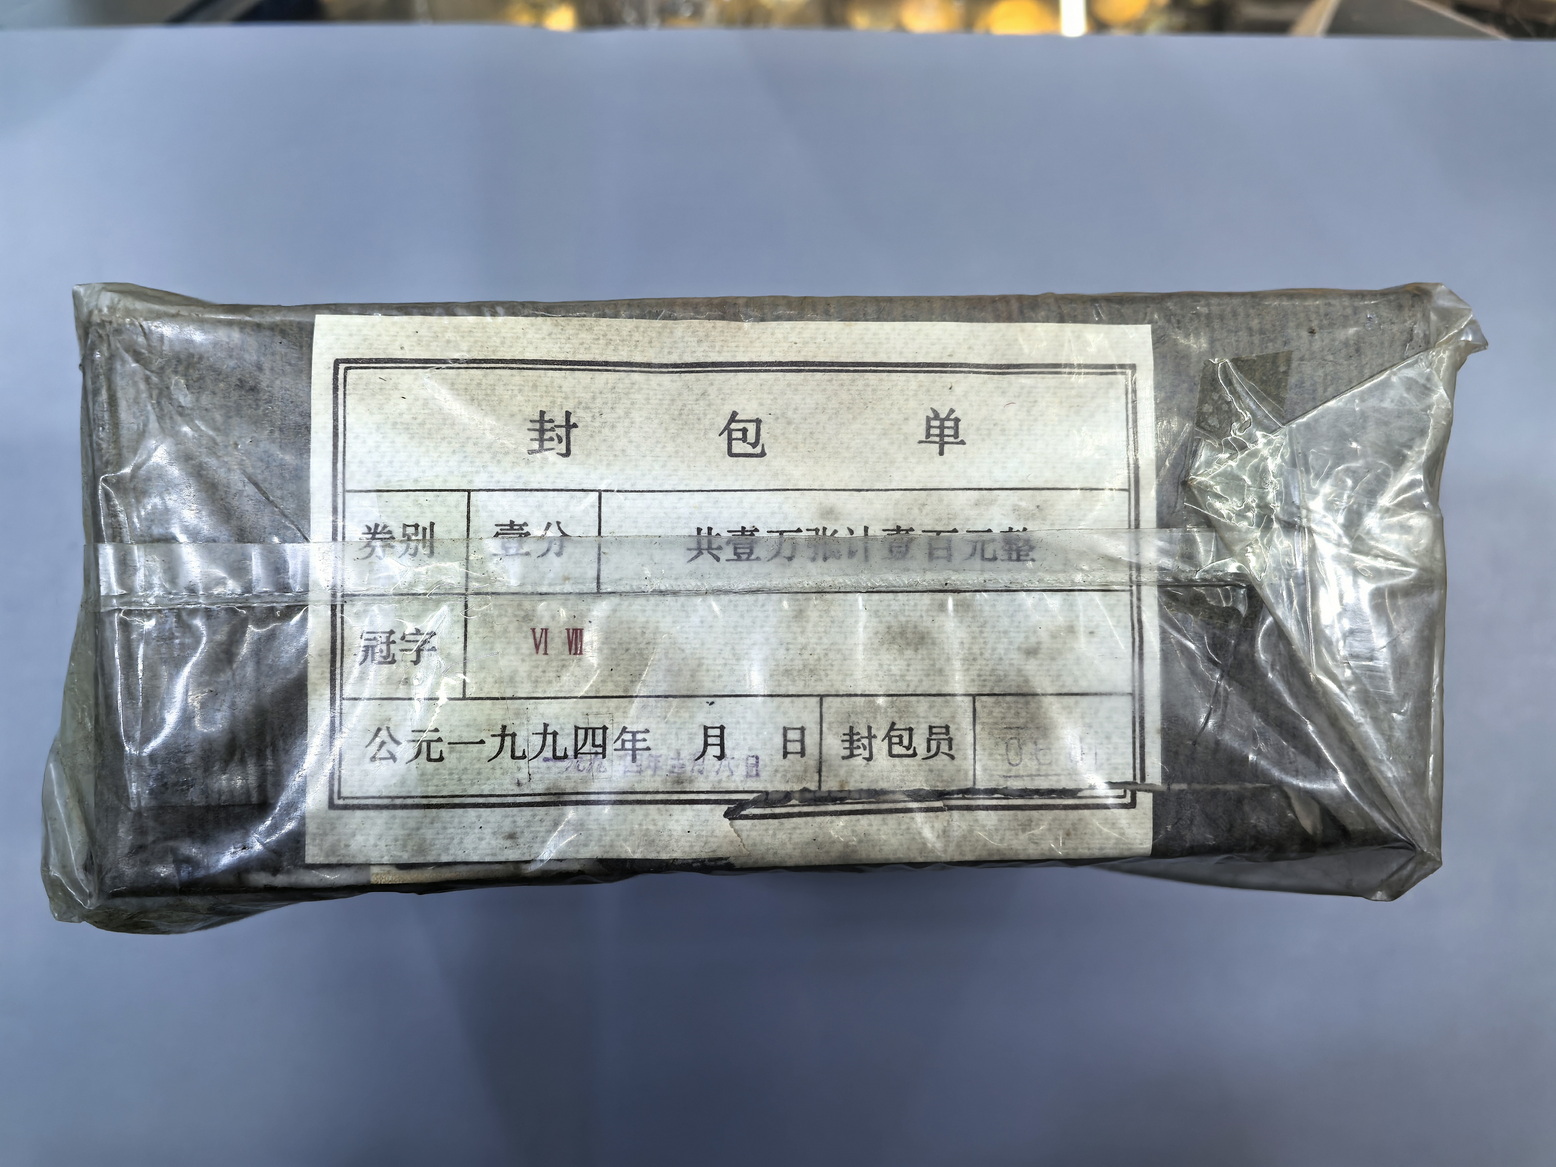 封包单
券别 壹分 共壹万张计壹百元整
冠字 Ⅵ Ⅷ
公元一九九四年 月 日 封包员